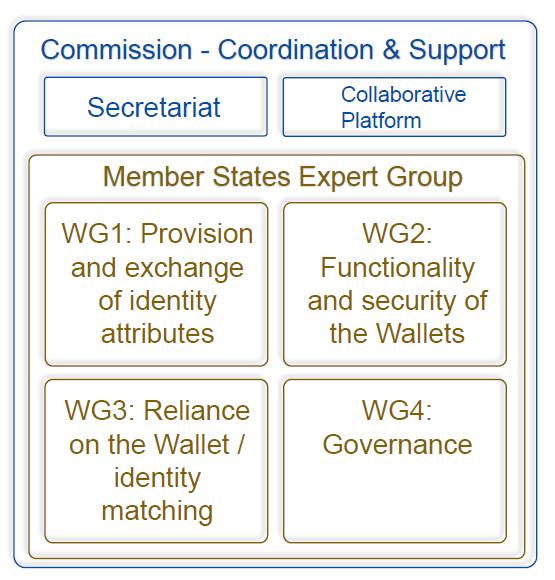 Commission - Coordination & Support
Secretariat
Collaborative
Platform
Member States Expert Group
WG1: Provision
and exchange
of identity
attributes
WG2:
Functionality
and security of
the Wallets
WG3: Reliance
on the Wallet /
identity
matching
WG4:
Governance